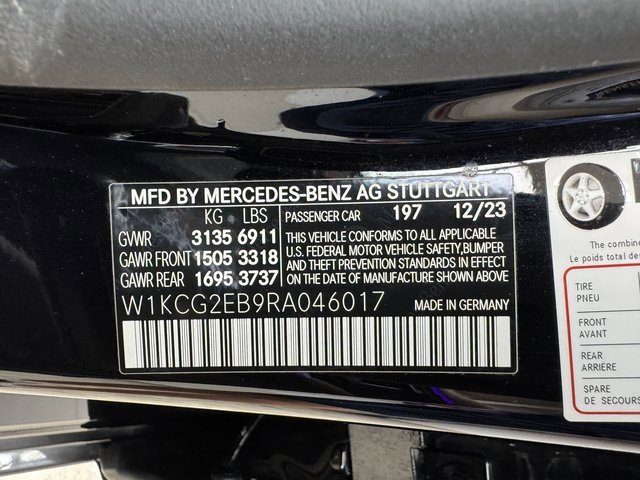 MFD BY MERCEDES-BENZ AG STUTTGART
KG LBS
GVWR 3135 6911
GAWR FRONT 1505 3318
GAWR REAR 1695 3737
PASSENGER CAR 197 12/23
THIS VEHICLE CONFORMS TO ALL APPLICABLE
U.S. FEDERAL MOTOR VEHICLE SAFETY, BUMPER
AND THEFT PREVENTION STANDARDS IN EFFECT
ON THE DATE OF MANUFACTURE SHOWN ABOVE.
W1KCG2EB9RA046017 MADE IN GERMANY
The combine
Le poids total des
TIRE
PNEU
FRONT
AVANT
REAR
ARRIÈRE
SPARE
DE SECOURS